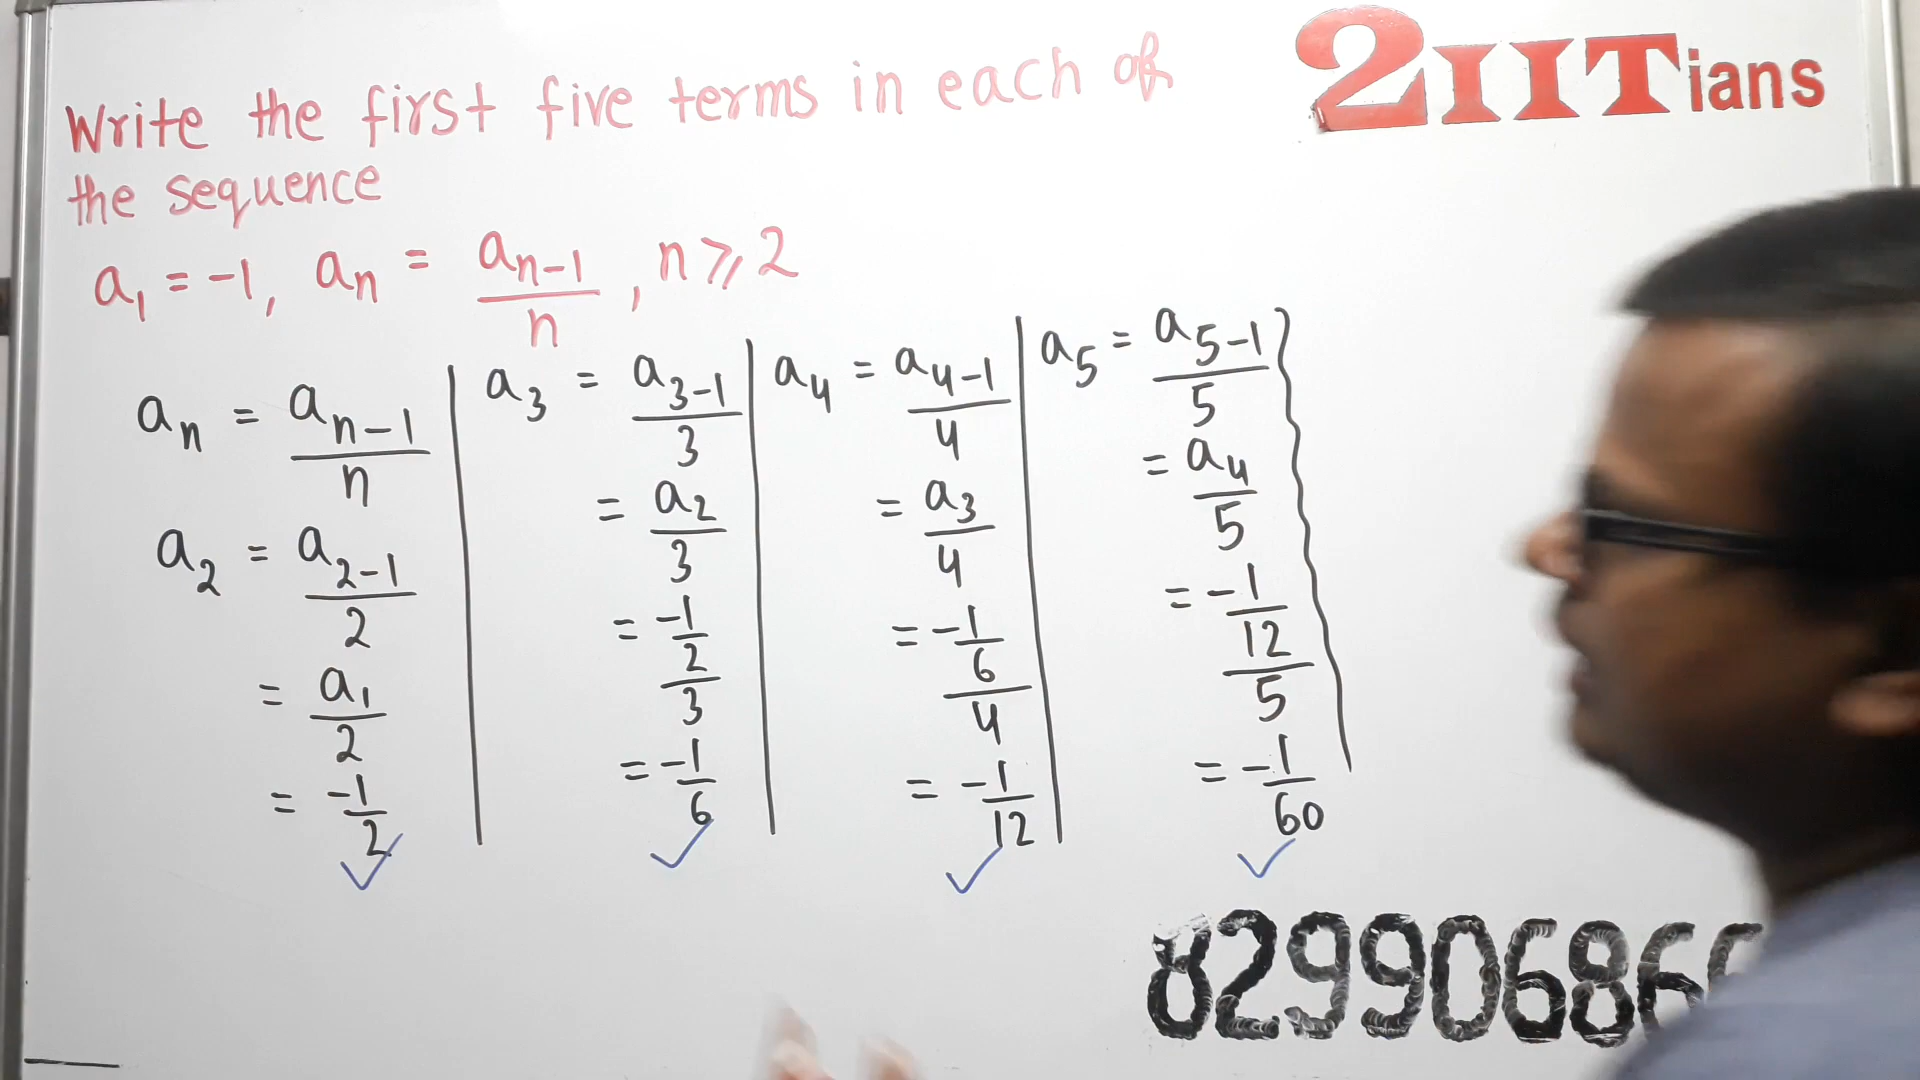 Write the first five terms in each of
the sequence
2IITians
a₁ = -1, aₙ = aₙ₋₁/n , n ⩾ 2
aₙ = aₙ₋₁/n
a₂ = a₂₋₁/2
= a₁/2
= -1/2
a₃ = a₃₋₁/3
= a₂/3
= -1/2/3
= -1/6
a₄ = a₄₋₁/4
= a₃/4
= -1/6/4
= -1/12
a₅ = a₅₋₁/5
= a₄/5
= -1/12/5
= -1/60
82990686